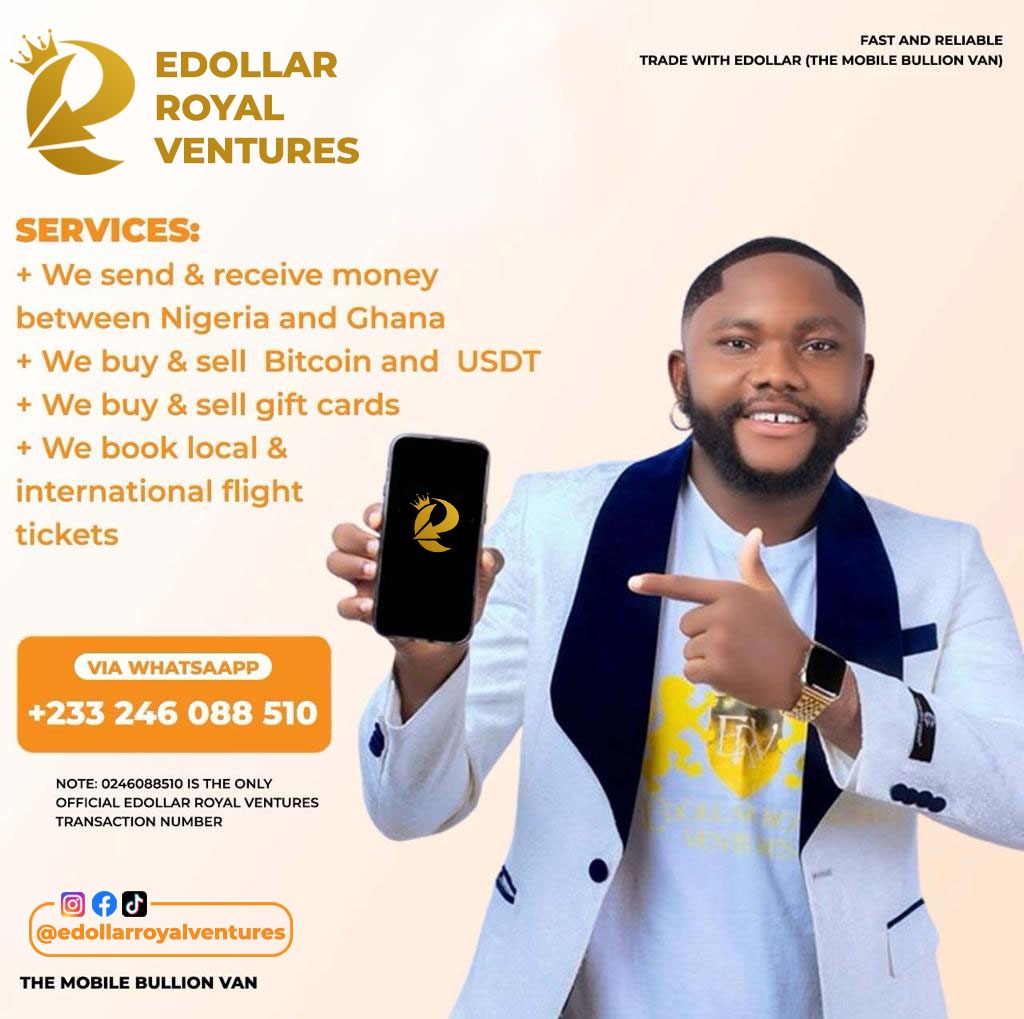 EDOLLAR
ROYAL
VENTURES
FAST AND RELIABLE
TRADE WITH EDOLLAR (THE MOBILE BULLION VAN)
SERVICES:
+ We send & receive money
between Nigeria and Ghana
+ We buy & sell Bitcoin and USDT
+ We buy & sell gift cards
+ We book local &
international flight
tickets
VIA WHATSAAPP
+233 246 088 510
NOTE: 0246088510 IS THE ONLY
OFFICIAL EDOLLAR ROYAL VENTURES
TRANSACTION NUMBER
@edollarroyalventures
THE MOBILE BULLION VAN
ERV